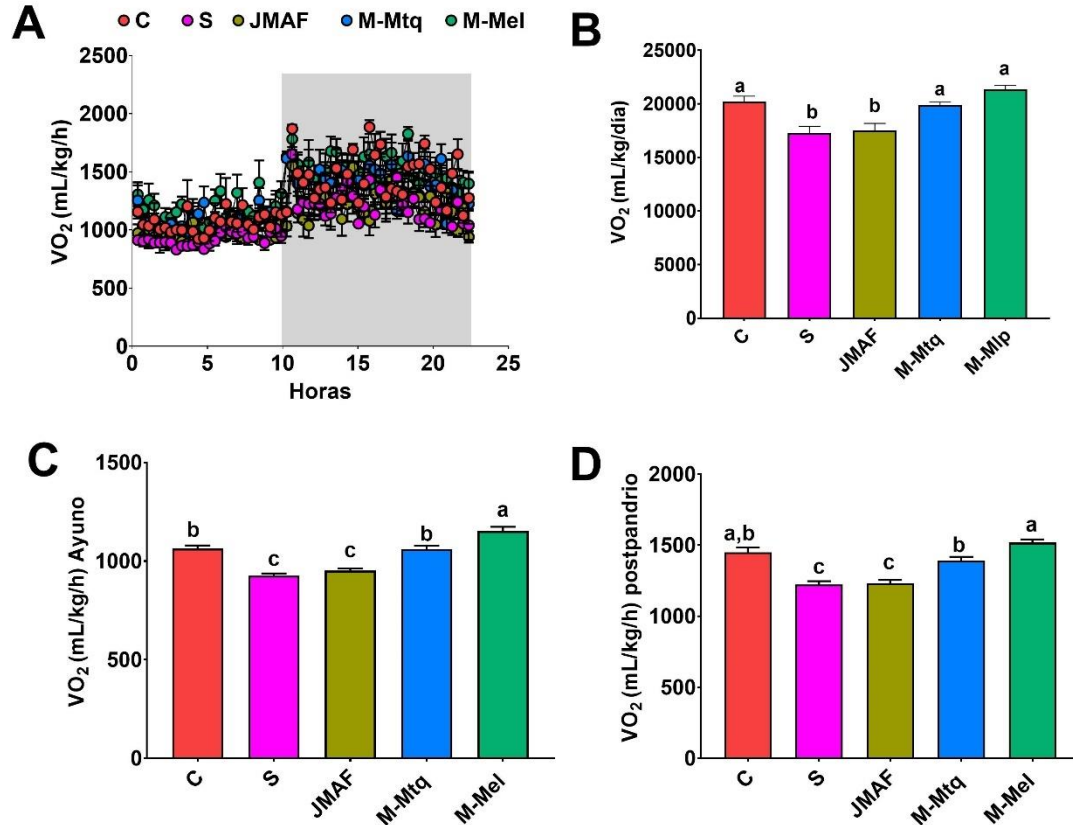 A
C S JMAF M-Mtq M-Mel
2500
2000
1500
1000
500
0
VO2 (mL/kg/h)
0 5 10 15 20 25
Horas
B
25000
20000
15000
10000
5000
0
VO2 (mL/kg/dia)
a b b a a
C S JMAF M-Mtq M-Mlp
C
1500
1000
500
0
VO2 (mL/kg/h) Ayuno
b c c b a
C S JMAF M-Mtq M-Mel
D
2000
1500
1000
500
0
VO2 (mL/kg/h) postpandrio
a,b c c b a
C S JMAF M-Mtq M-Mel